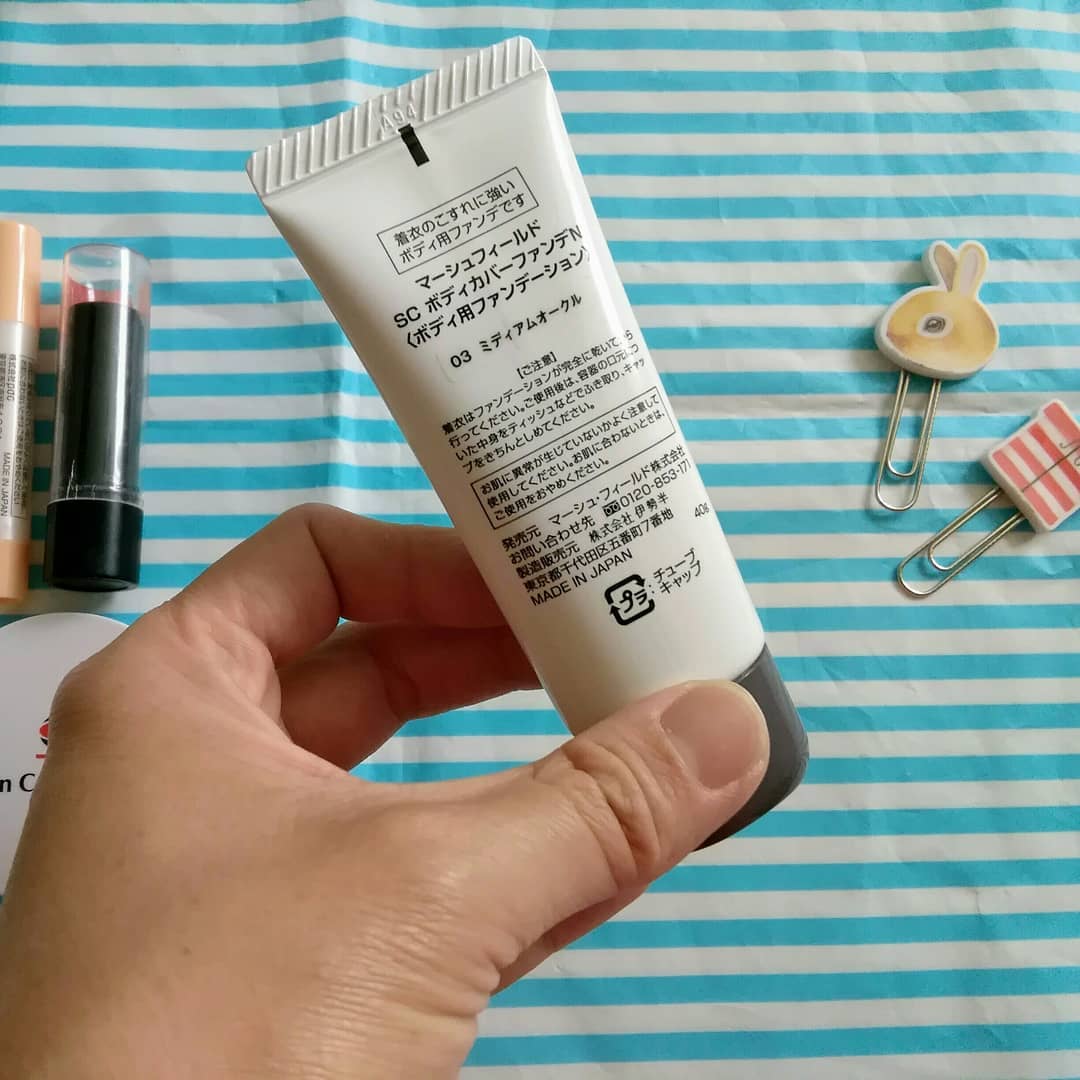 A94
着衣のこすれに強い
ボディ用ファンデです
マーシュフィールド
SC ボディカバーファンデN
〈ボディ用ファンデーション〉
03 ミディアムオークル
【ご注意】
着衣はファンデーションが完全に乾いてから
行ってください。ご使用後は、容器の口元につ
いた中身をティッシュなどでふき取り、キャッ
プをきちんとしめてください。
お肌に異常が生じていないかよく注意して
使用してください。お肌に合わないときは、
ご使用をおやめください。
発売元 マーシュ・フィールド株式会社
お問い合わせ先 0120-853-171
製造販売元 株式会社 伊勢半
東京都千代田区五番町7番地 40g
MADE IN JAPAN
プラ:チューブ
キャップ
MADE IN JAPAN
n C